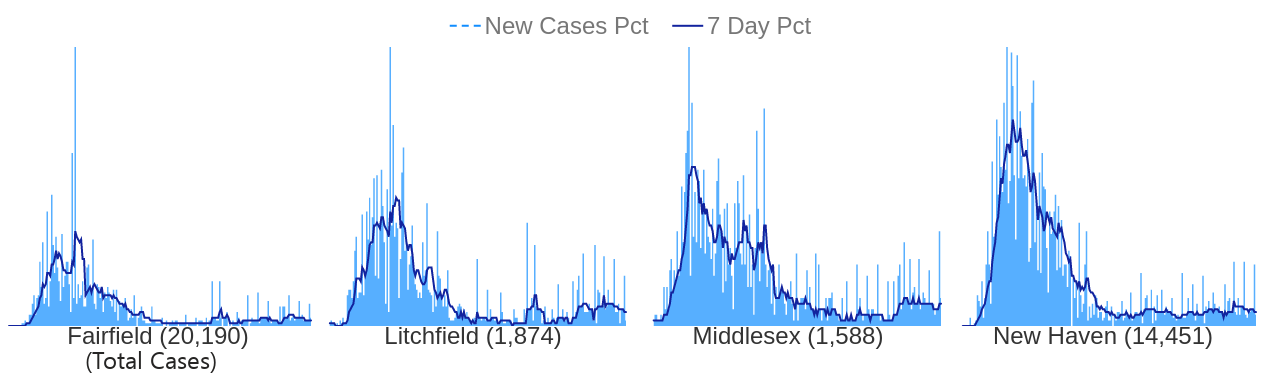 New Cases Pct 7 Day Pct
Fairfield (20,190) Litchfield (1,874) Middlesex (1,588) New Haven (14,451)
(Total Cases)